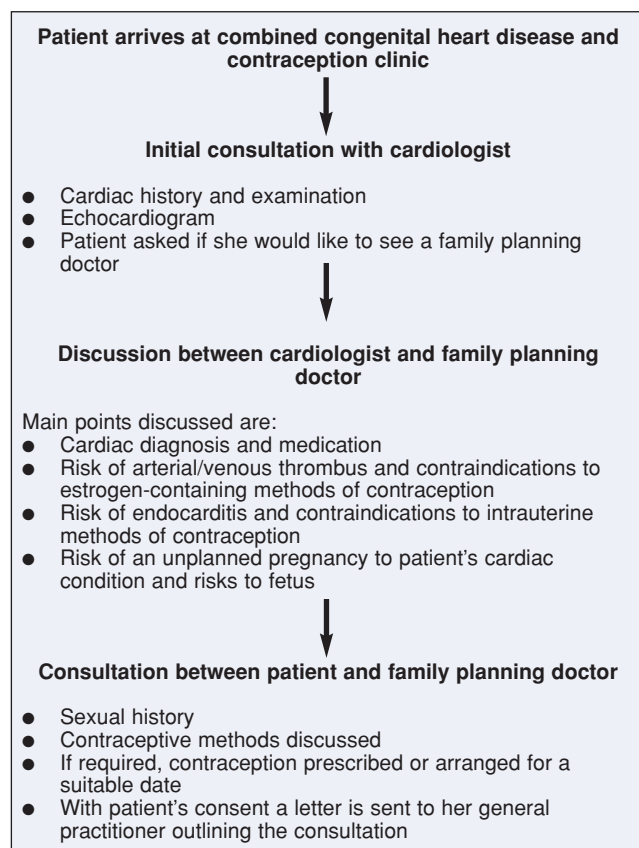 Patient arrives at combined congenital heart disease and
contraception clinic
Initial consultation with cardiologist
● Cardiac history and examination
● Echocardiogram
● Patient asked if she would like to see a family planning
doctor
Discussion between cardiologist and family planning
doctor
Main points discussed are:
● Cardiac diagnosis and medication
● Risk of arterial/venous thrombus and contraindications to
estrogen-containing methods of contraception
● Risk of endocarditis and contraindications to intrauterine
methods of contraception
● Risk of an unplanned pregnancy to patient's cardiac
condition and risks to fetus
Consultation between patient and family planning doctor
● Sexual history
● Contraceptive methods discussed
● If required, contraception prescribed or arranged for a
suitable date
● With patient's consent a letter is sent to her general
practitioner outlining the consultation